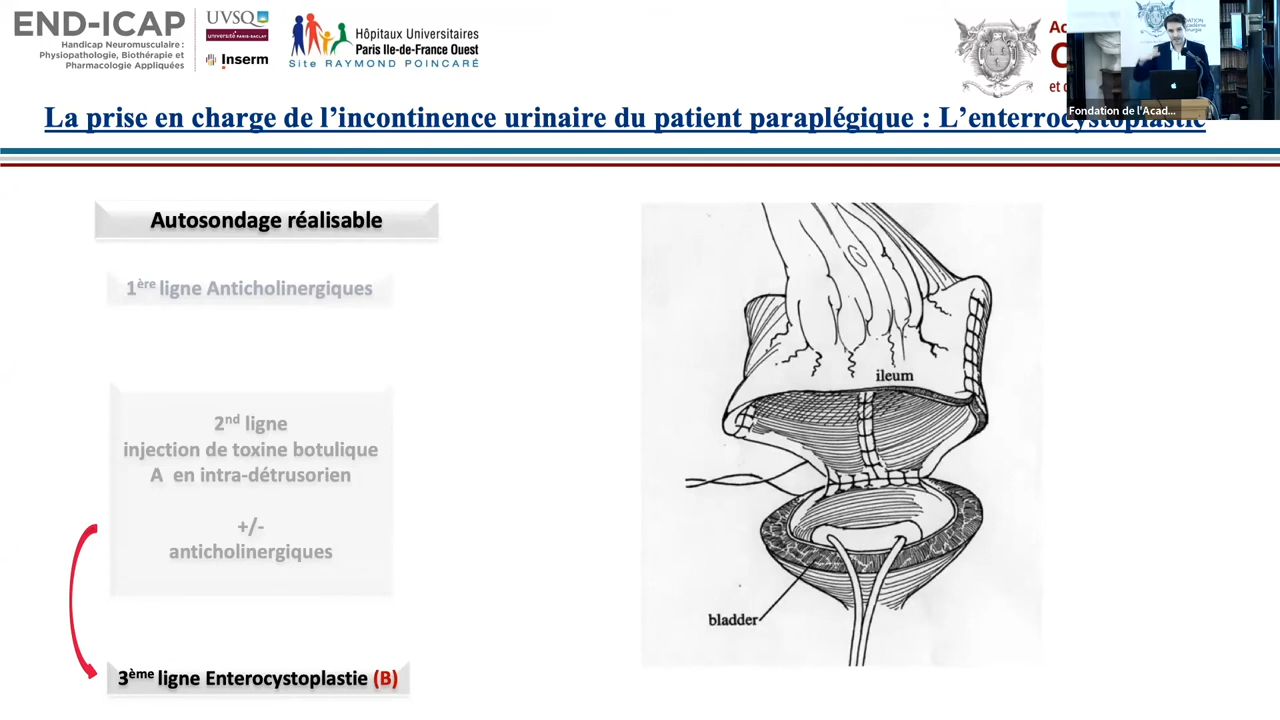 END-ICAP
Handicap Neuromusculaire :
Physiopathologie, Biothérapie et
Pharmacologie Appliquées
UVSQ
université PARIS-SACLAY
Inserm
Hôpitaux Universitaires
Paris Ile-de-France Ouest
Site RAYMOND POINCARÉ
Fondation de l'Acad...
La prise en charge de l’incontinence urinaire du patient paraplégique : L’enterrocystoplastie
Autosondage réalisable
1ère ligne Anticholinergiques
2nd ligne
injection de toxine botulique
A en intra-détrusorien
+/-
anticholinergiques
3ème ligne Enterocystoplastie (B)
ileum
bladder